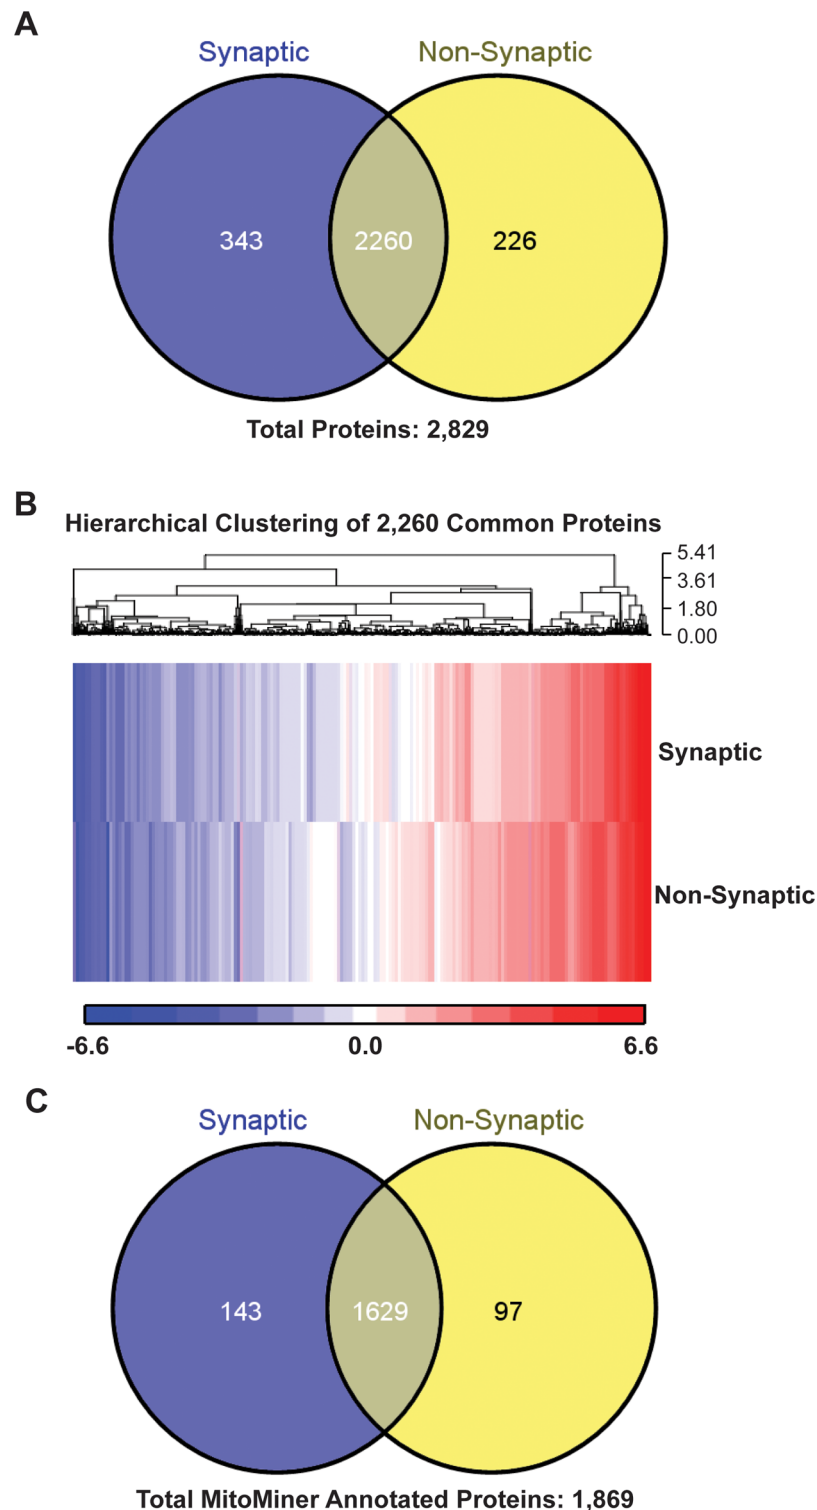 A
Synaptic Non-Synaptic
343 2260 226
Total Proteins: 2,829
B
Hierarchical Clustering of 2,260 Common Proteins
5.41
3.61
1.80
0.00
Synaptic
Non-Synaptic
-6.6 0.0 6.6
C
Synaptic Non-Synaptic
143 1629 97
Total MitoMiner Annotated Proteins: 1,869